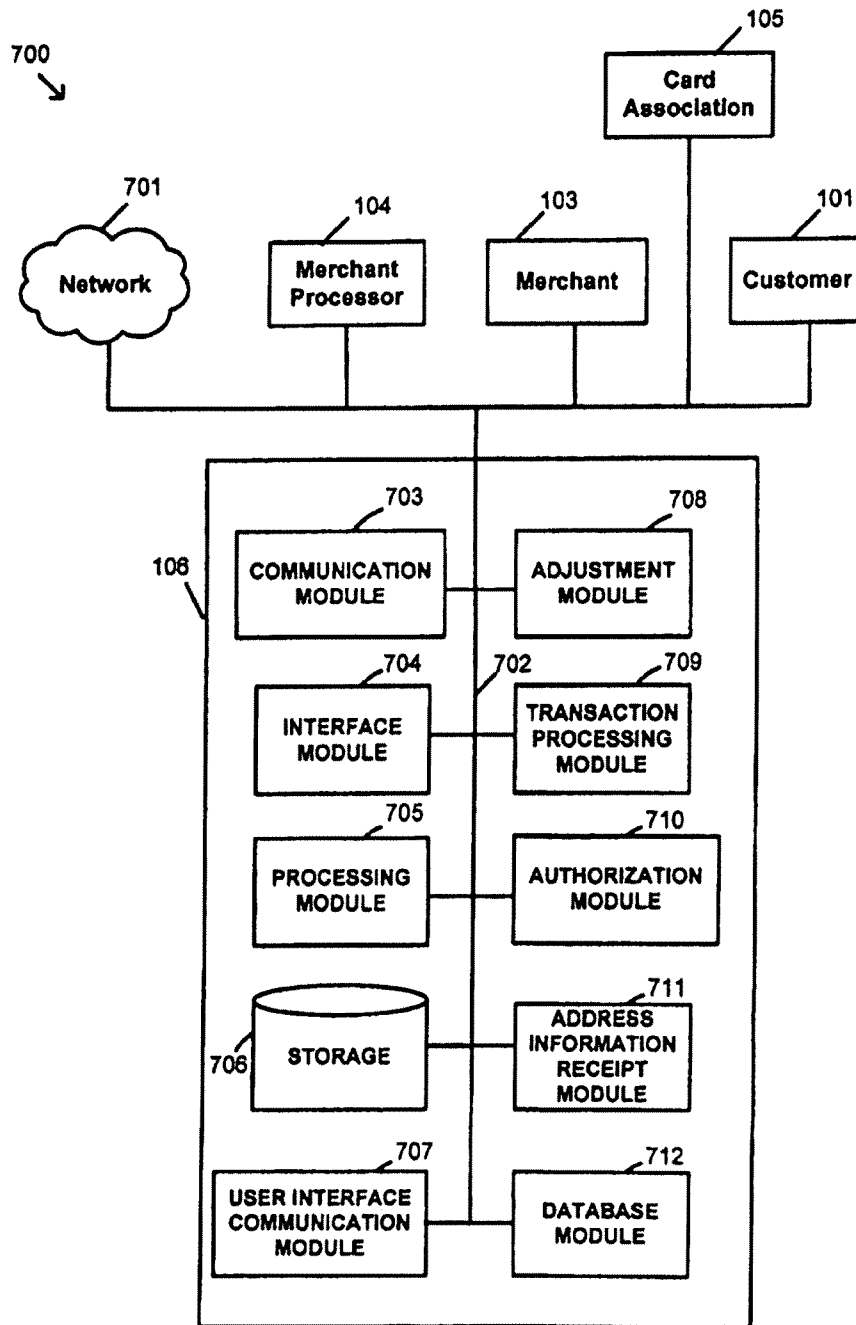 105
700
Card
Association
701
104
103
101
Network
Merchant
Processor
Merchant
Customer
703
708
106
COMMUNICATION
MODULE
ADJUSTMENT
MODULE
704
702
709
INTERFACE
MODULE
TRANSACTION
PROCESSING
MODULE
705
710
PROCESSING
MODULE
AUTHORIZATION
MODULE
711
706
STORAGE
ADDRESS
INFORMATION
RECEIPT
MODULE
707
712
USER INTERFACE
COMMUNICATION
MODULE
DATABASE
MODULE